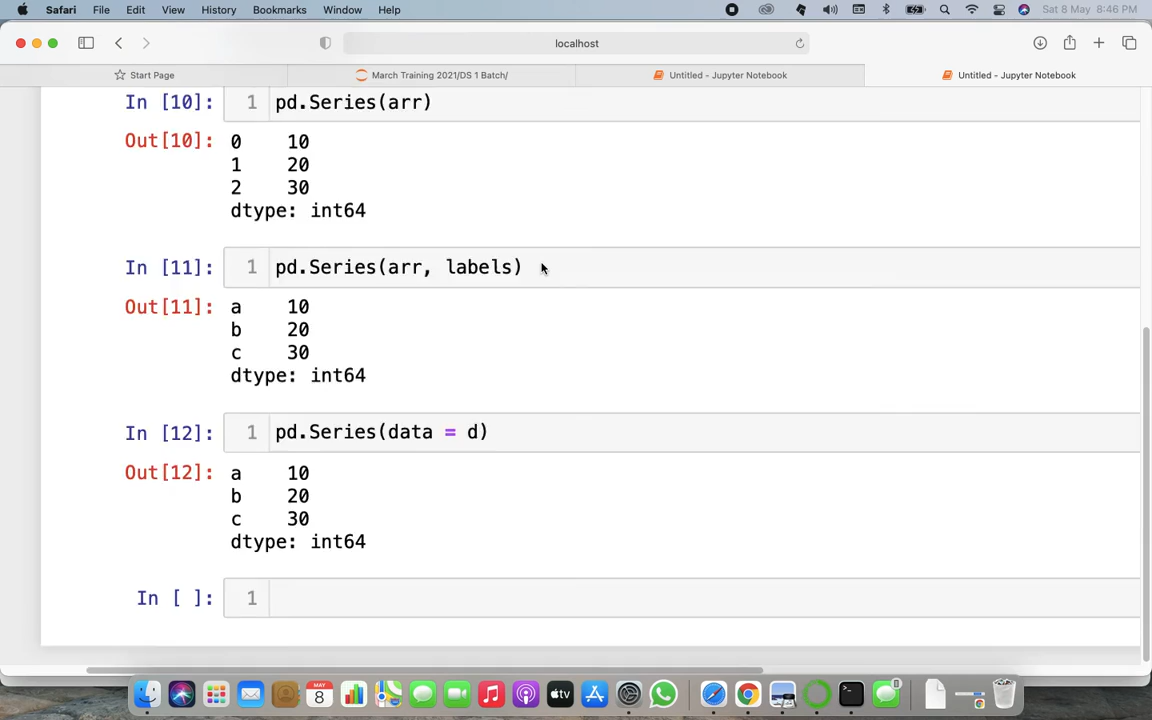 Safari File Edit View History Bookmarks Window Help Sat 8 May 8:46 PM
localhost
Start Page March Training 2021/DS 1 Batch/ Untitled - Jupyter Notebook Untitled - Jupyter Notebook
In [10]: 1 pd.Series(arr)
Out[10]: 0 10
1 20
2 30
dtype: int64
In [11]: 1 pd.Series(arr, labels)
Out[11]: a 10
b 20
c 30
dtype: int64
In [12]: 1 pd.Series(data = d)
Out[12]: a 10
b 20
c 30
dtype: int64
In [ ]: 1
MAY
8
tv